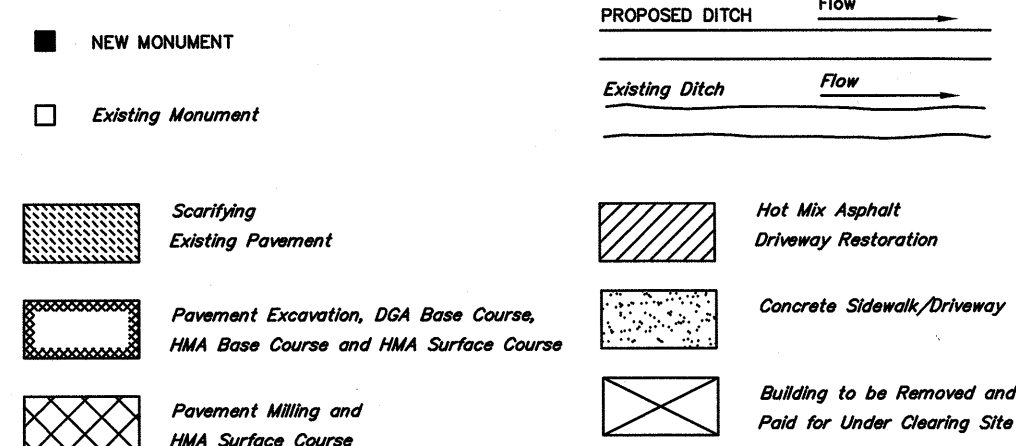 NEW MONUMENT
Existing Monument
Scarifying
Existing Pavement
Pavement Excavation, DGA Base Course,
HMA Base Course and HMA Surface Course
Pavement Milling and
HMA Surface Course
PROPOSED DITCH
Flow
Existing Ditch
Flow
Hot Mix Asphalt
Driveway Restoration
Concrete Sidewalk/Driveway
Building to be Removed and
Paid for Under Clearing Site